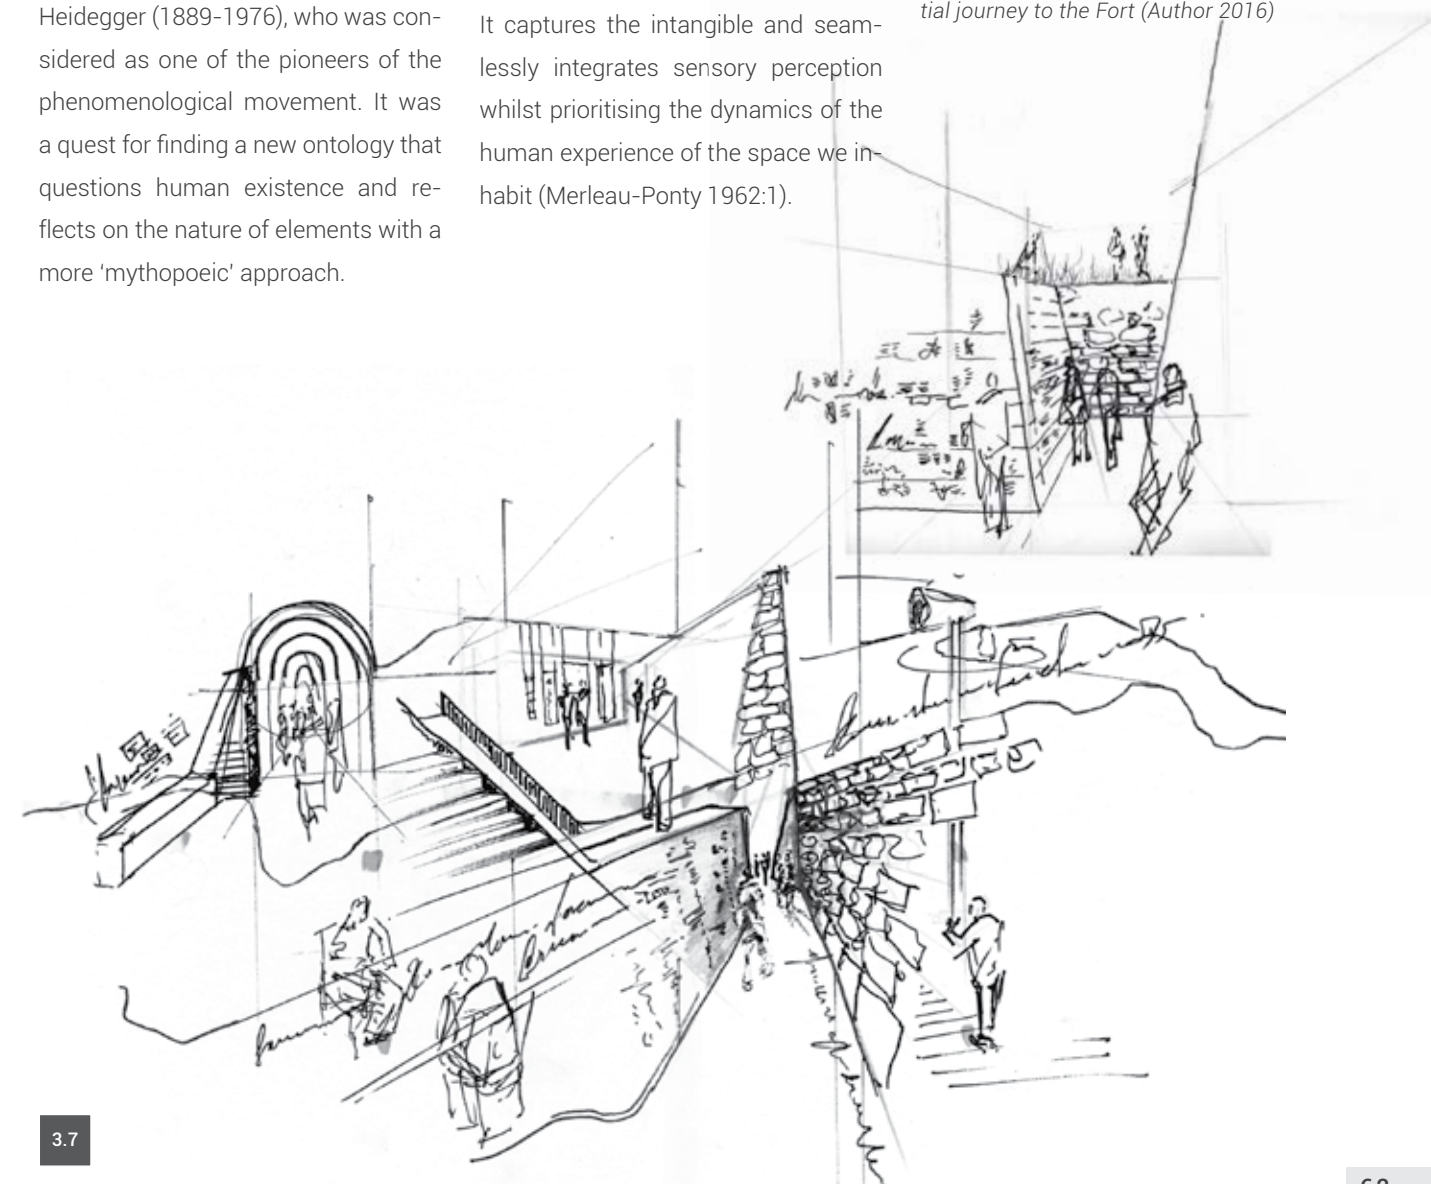 Heidegger (1889-1976), who was con-
sidered as one of the pioneers of the
phenomenological movement. It was
a quest for finding a new ontology that
questions human existence and re-
flects on the nature of elements with a
more ‘mythopoeic’ approach.
It captures the intangible and seam-
lessly integrates sensory perception
whilst prioritising the dynamics of the
human experience of the space we in-
habit (Merleau-Ponty 1962:1).
tial journey to the Fort (Author 2016)
3.7